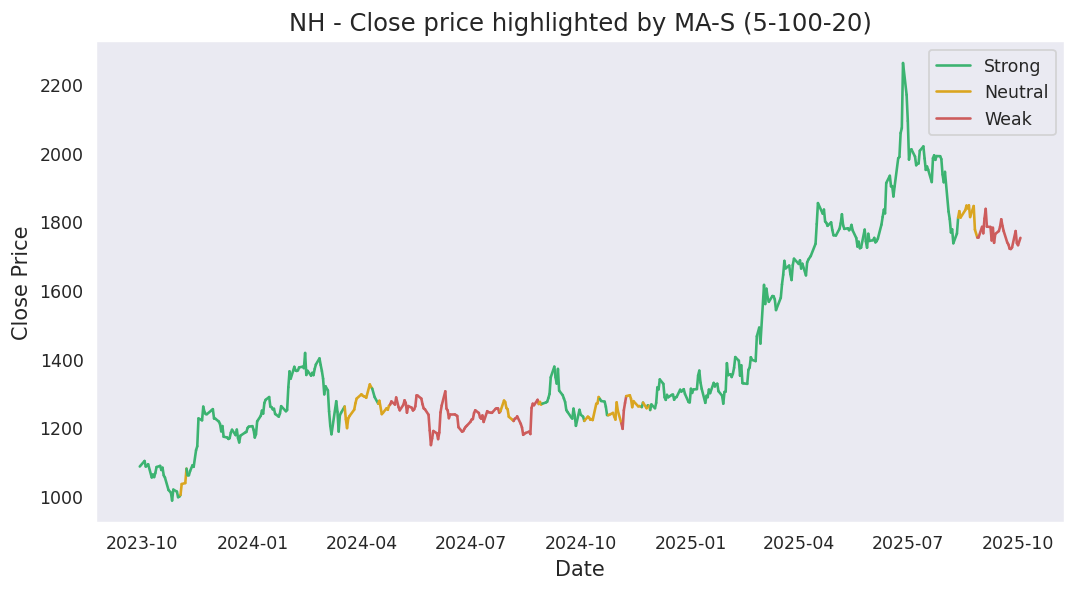 NH - Close price highlighted by MA-S (5-100-20)
Strong
Neutral
Weak
Close Price
2200
2000
1800
1600
1400
1200
1000
2023-10 2024-01 2024-04 2024-07 2024-10 2025-01 2025-04 2025-07 2025-10
Date